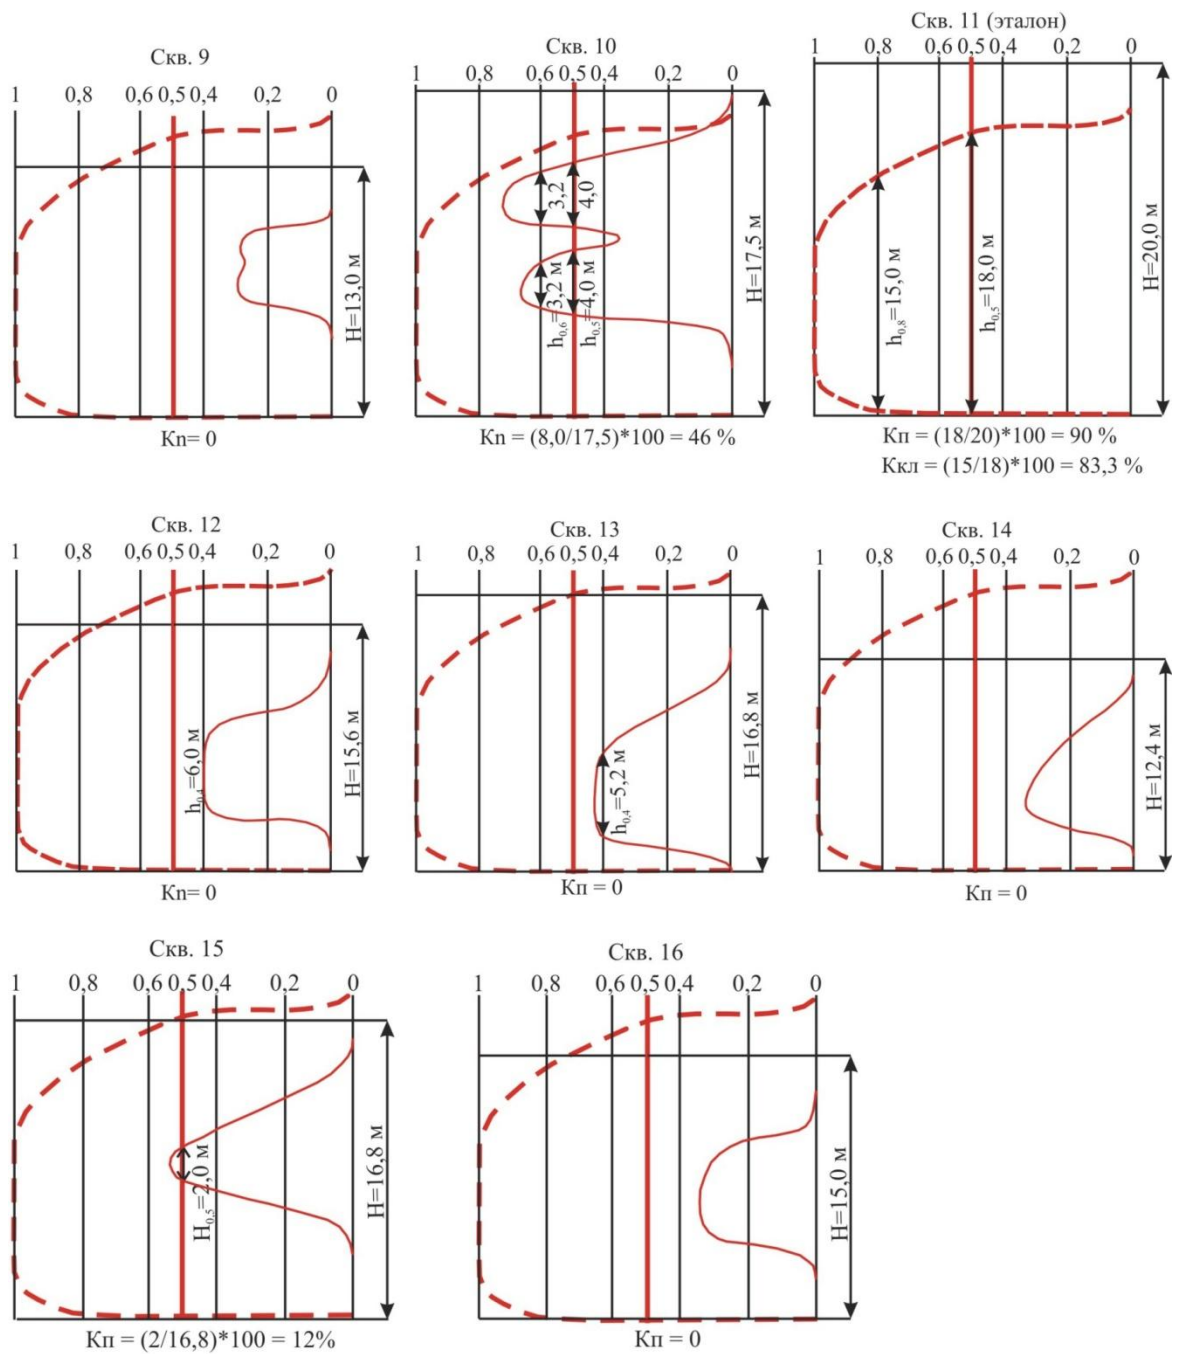 Скв. 9
1 0,8 0,6 0,5 0,4 0,2 0
H=13,0 м
Kn= 0
Скв. 10
1 0,8 0,6 0,5 0,4 0,2 0
3,2
4,0
h0,6=3,2 м
h0,5=4,0 м
H=17,5 м
Kn = (8,0/17,5)*100 = 46 %
Скв. 11 (эталон)
1 0,8 0,6 0,5 0,4 0,2 0
h0,8=15,0 м
h0,5=18,0 м
H=20,0 м
Кп = (18/20)*100 = 90 %
Ккл = (15/18)*100 = 83,3 %
Скв. 12
1 0,8 0,6 0,5 0,4 0,2 0
h0,4=6,0 м
H=15,6 м
Kn= 0
Скв. 13
1 0,8 0,6 0,5 0,4 0,2 0
h0,4=5,2 м
H=16,8 м
Кп = 0
Скв. 14
1 0,8 0,6 0,5 0,4 0,2 0
H=12,4 м
Кп = 0
Скв. 15
1 0,8 0,6 0,5 0,4 0,2 0
H0,5=2,0 м
H=16,8 м
Кп = (2/16,8)*100 = 12%
Скв. 16
1 0,8 0,6 0,5 0,4 0,2 0
H=15,0 м
Кп = 0